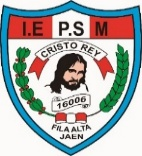 I.E P.S M
CRISTO REY
16006
FILA ALTA
JAEN